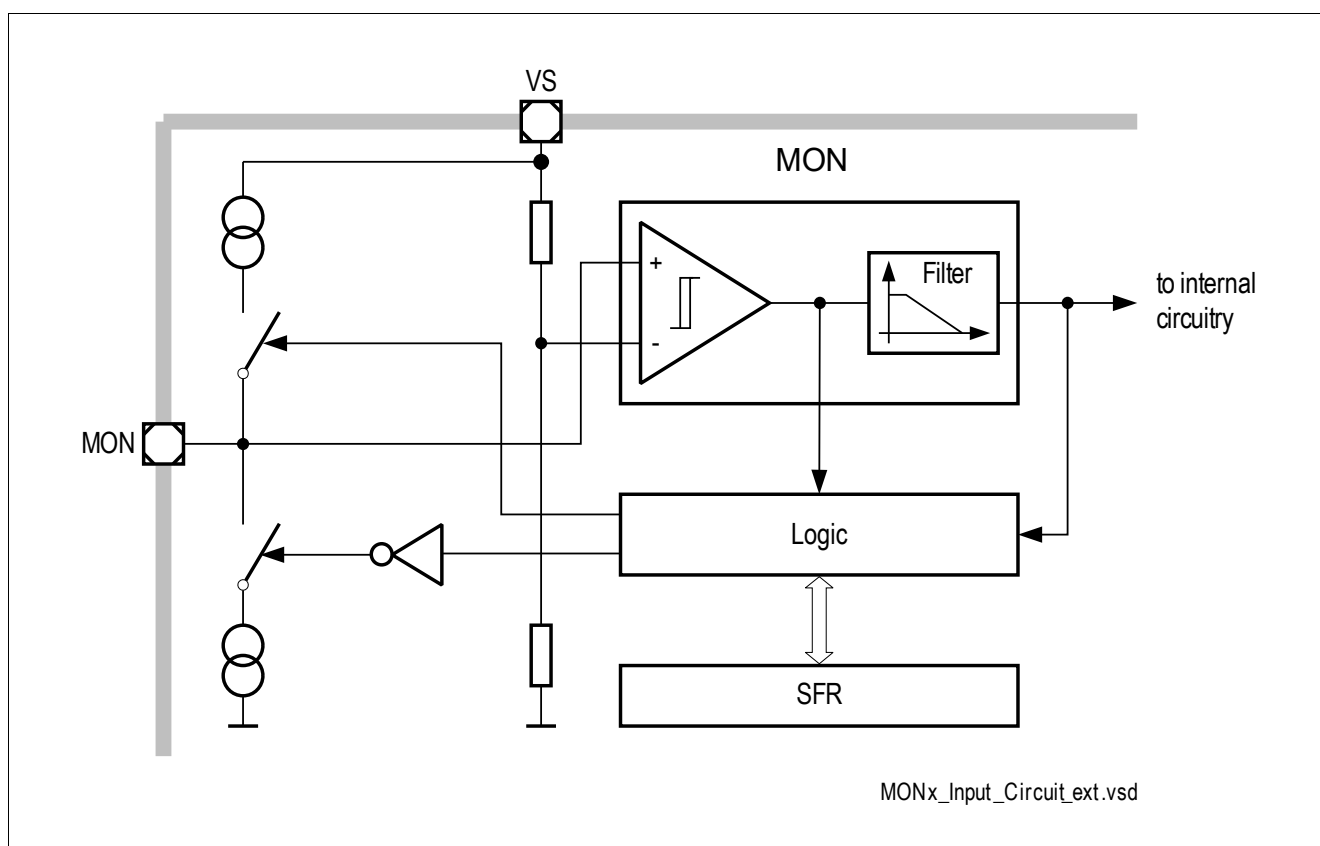 VS
MON
+
-
Filter
to internal
circuitry
MON
Logic
SFR
MONx_Input_Circuit_ext.vsd